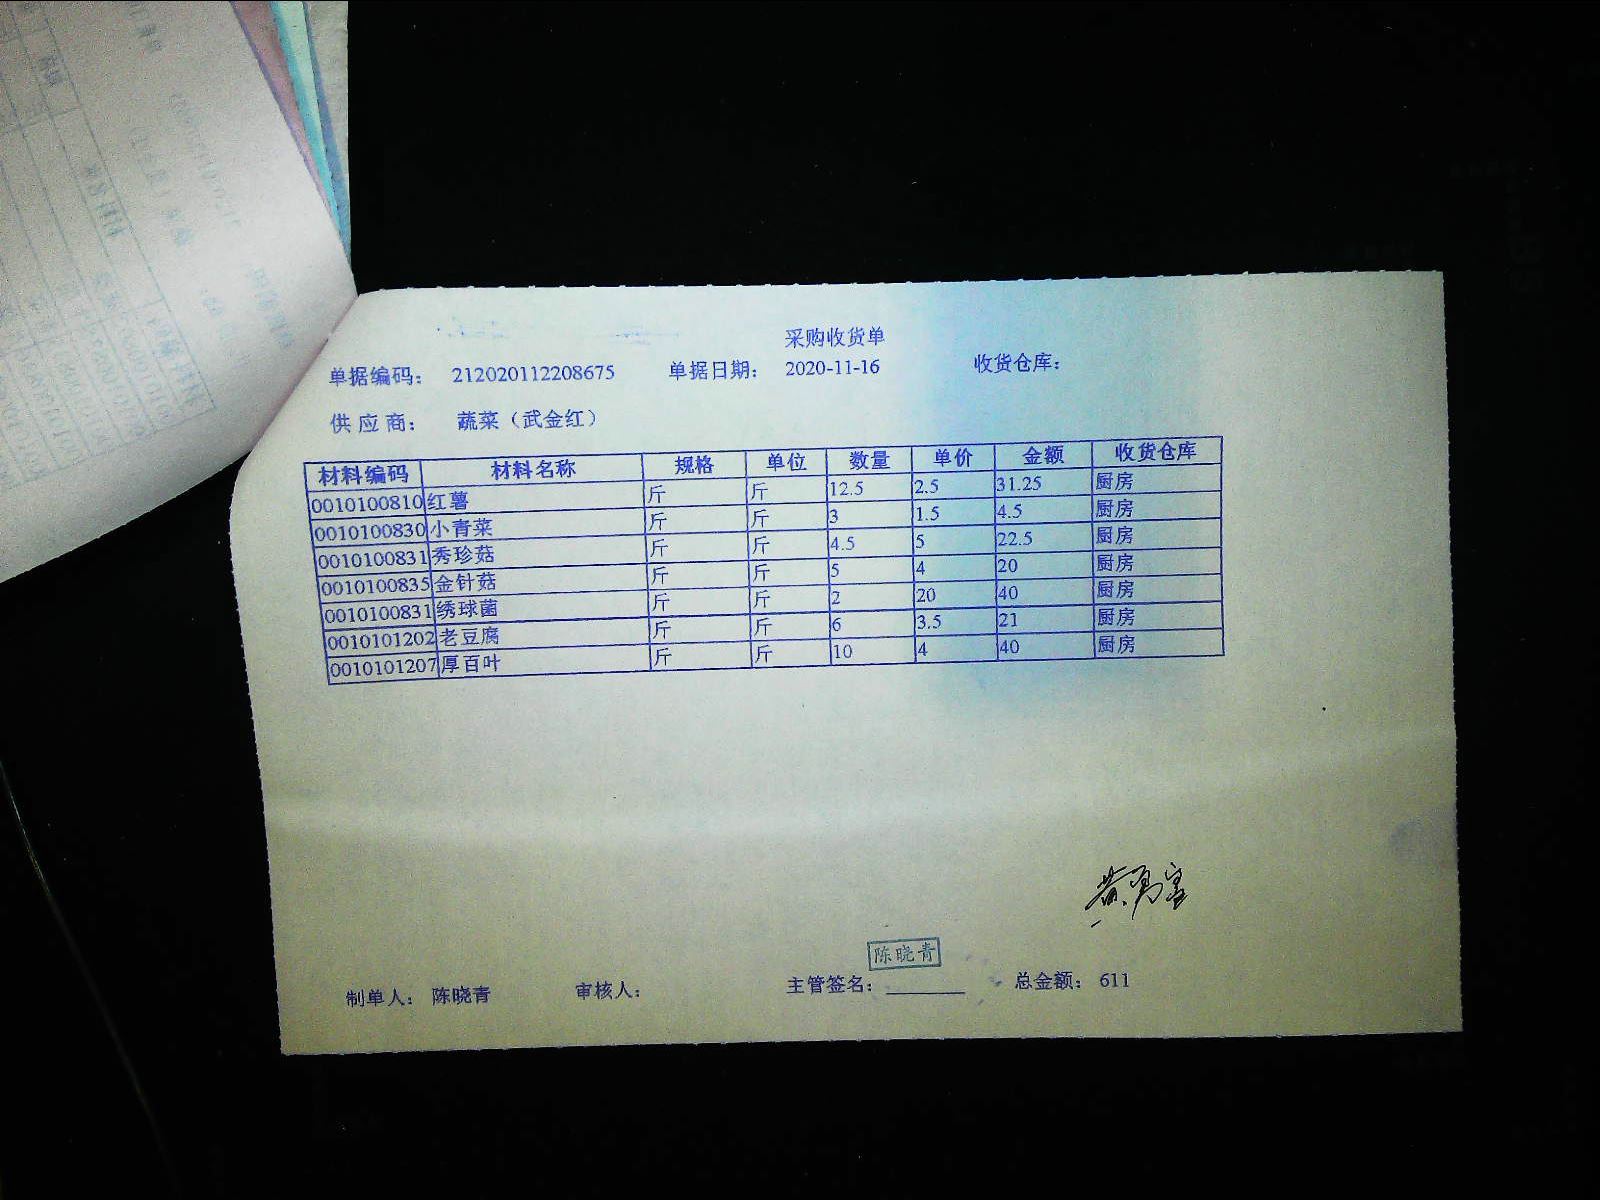 采购收货单
单据编码： 212020112208675 单据日期： 2020-11-16 收货仓库：
供 应 商： 蔬菜（武金红）
材料编码 材料名称 规格 单位 数量 单价 金额 收货仓库
0010100810 红薯 斤 斤 12.5 2.5 31.25 厨房
0010100830 小青菜 斤 斤 3 1.5 4.5 厨房
0010100831 秀珍菇 斤 斤 4.5 5 22.5 厨房
0010100835 金针菇 斤 斤 5 4 20 厨房
0010100831 绣球菌 斤 斤 2 20 40 厨房
0010101202 老豆腐 斤 斤 6 3.5 21 厨房
0010101207 厚百叶 斤 斤 10 4 40 厨房
陈晓青
制单人： 陈晓青 审核人： 主管签名： 总金额： 611